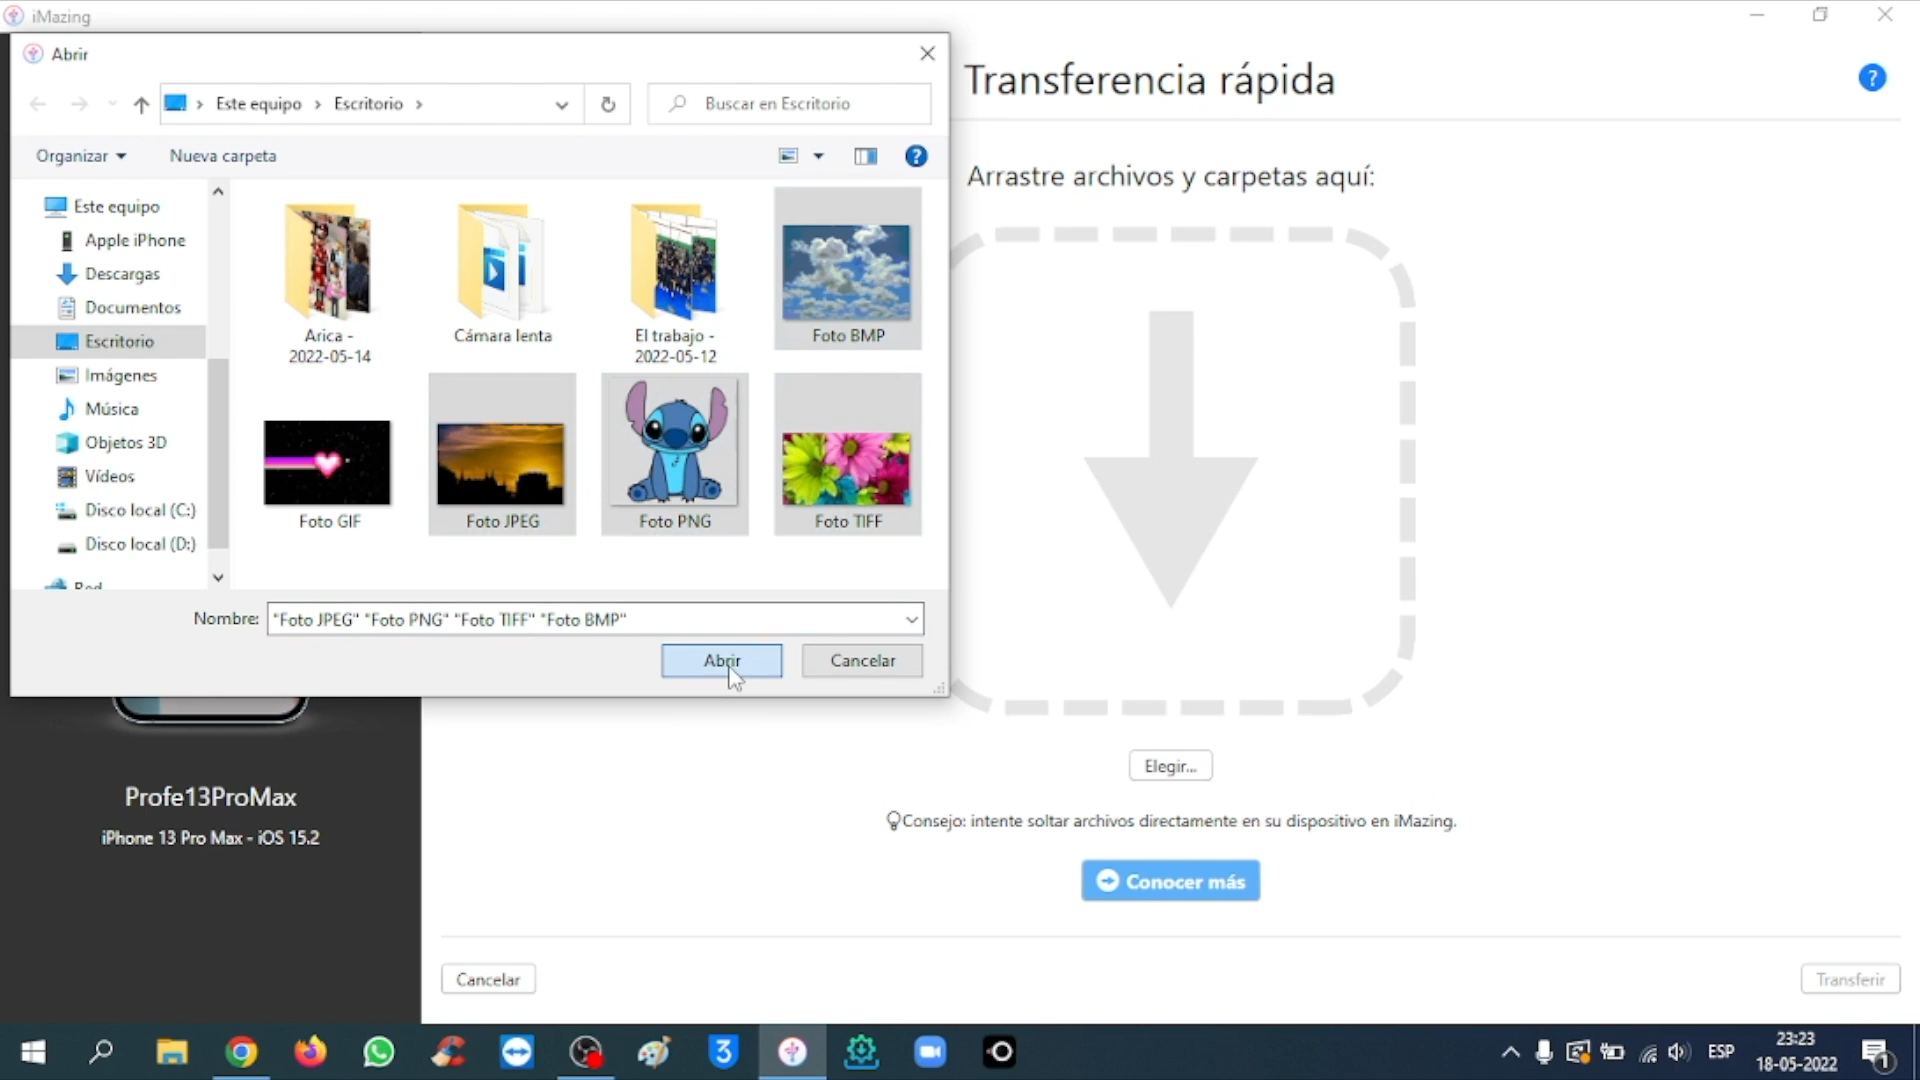 iMazing
Abrir
Este equipo
Escritorio
Buscar en Escritorio
Organizar
Nueva carpeta
?
Este equipo
Apple iPhone
Descargas
Documentos
Escritorio
Imágenes
Música
Objetos 3D
Vídeos
Disco local (C:)
Disco local (D:)
Red
Arica -
2022-05-14
Cámara lenta
El trabajo -
2022-05-12
Foto BMP
Foto GIF
Foto JPEG
Foto PNG
Foto TIFF
Nombre:
"Foto JPEG" "Foto PNG" "Foto TIFF" "Foto BMP"
Abrir
Cancelar
Transferencia rápida
?
Arrastre archivos y carpetas aquí:
Elegir...
Consejo: intente soltar archivos directamente en su dispositivo en iMazing.
Conocer más
Cancelar
Transferir
Profe13ProMax
iPhone 13 Pro Max - iOS 15.2
3
ESP
23:23
18-05-2022
1